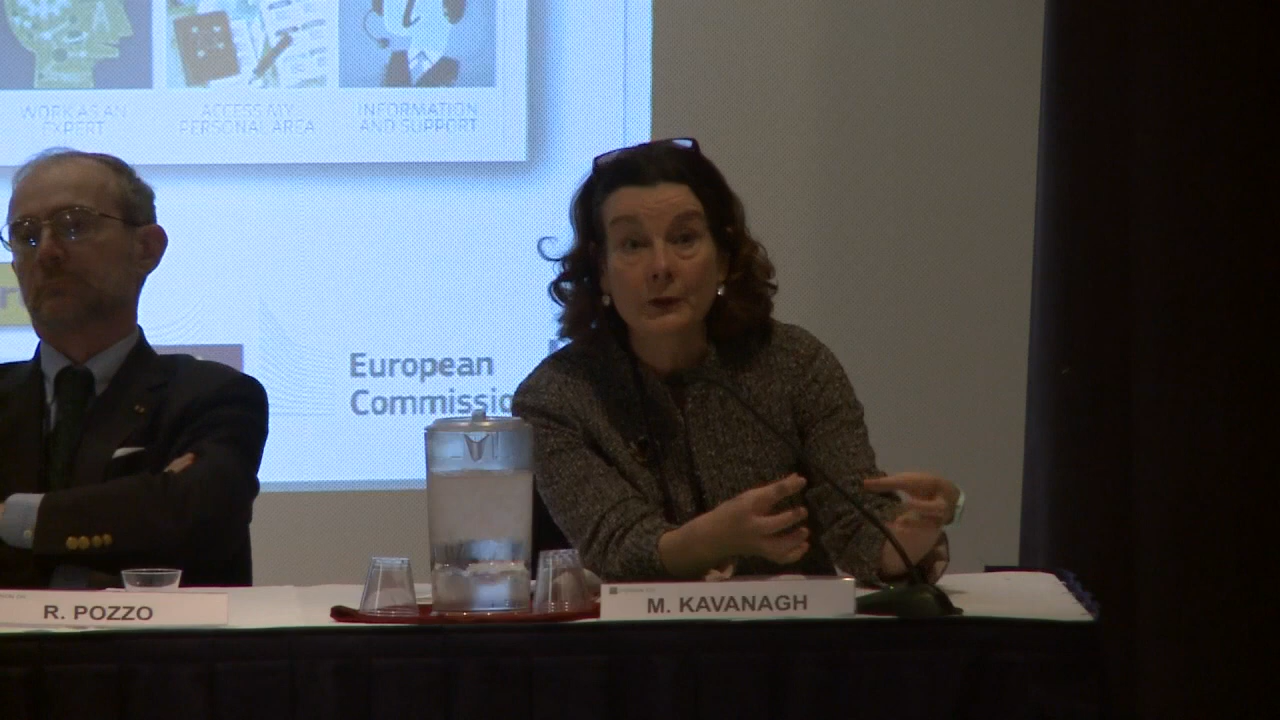 WORK AS AN
EXPERT
ACCESS MY
PERSONAL AREA
INFORMATION
AND SUPPORT
European
Commissio
R. POZZO
M. KAVANAGH